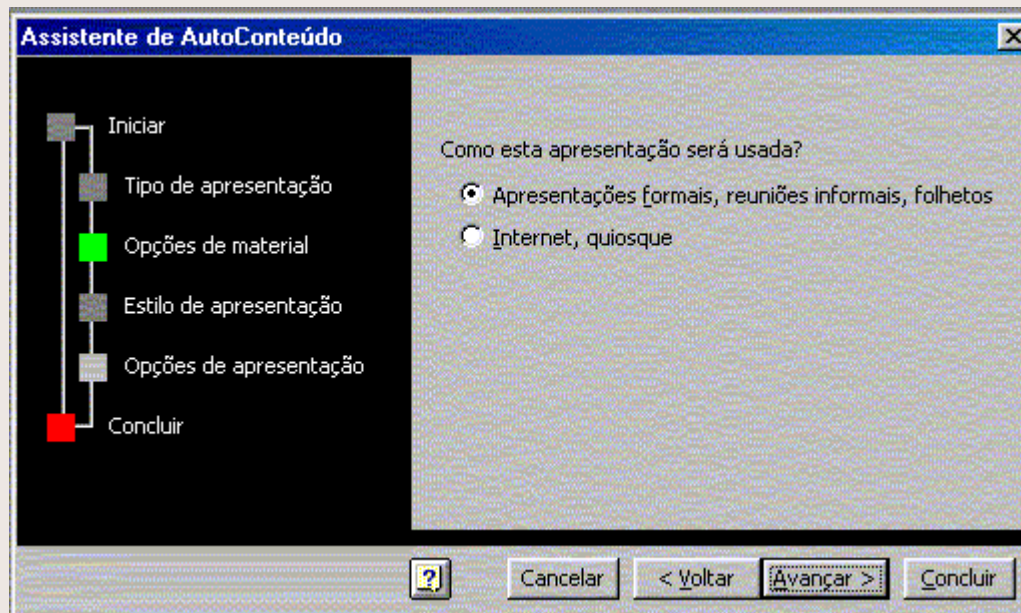 Assistente de AutoConteúdo
Iniciar
Tipo de apresentação
Opções de material
Estilo de apresentação
Opções de apresentação
Concluir
Como esta apresentação será usada?
Apresentações formais, reuniões informais, folhetos
Internet, quiosque
? Cancelar < Voltar Avançar > Concluir